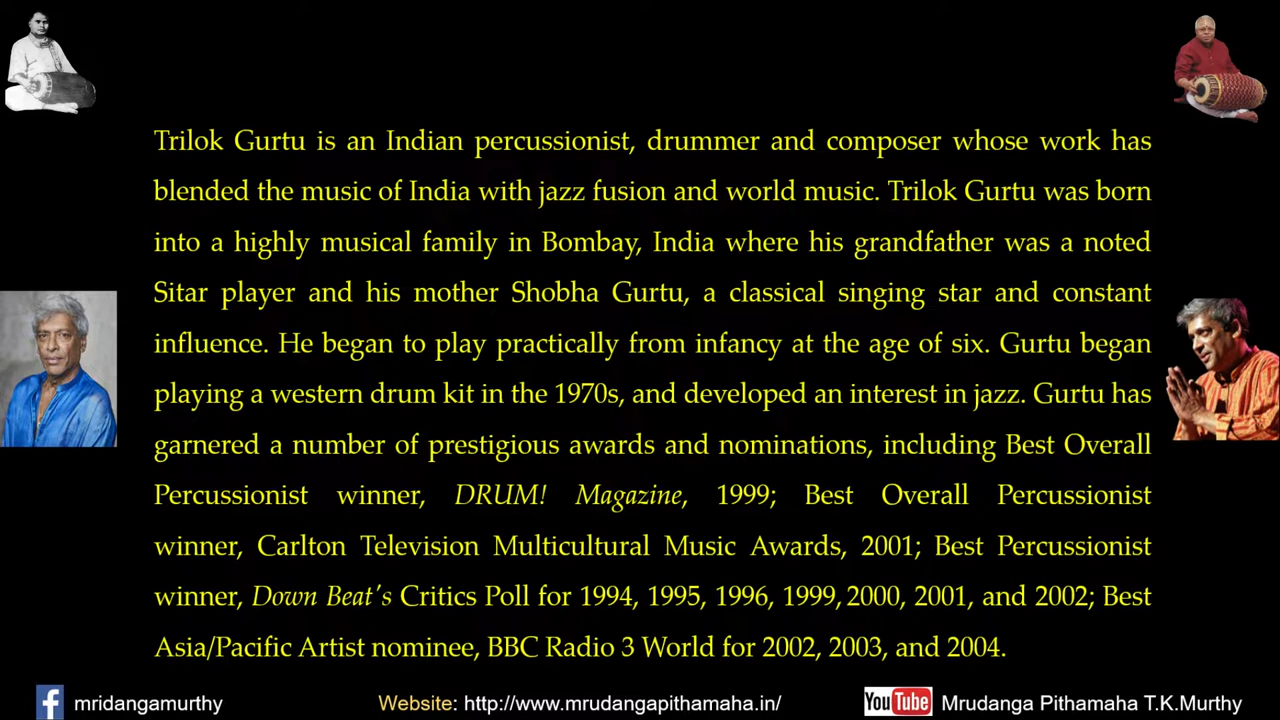 Trilok Gurtu is an Indian percussionist, drummer and composer whose work has
blended the music of India with jazz fusion and world music. Trilok Gurtu was born
into a highly musical family in Bombay, India where his grandfather was a noted
Sitar player and his mother Shobha Gurtu, a classical singing star and constant
influence. He began to play practically from infancy at the age of six. Gurtu began
playing a western drum kit in the 1970s, and developed an interest in jazz. Gurtu has
garnered a number of prestigious awards and nominations, including Best Overall
Percussionist winner, DRUM! Magazine, 1999; Best Overall Percussionist
winner, Carlton Television Multicultural Music Awards, 2001; Best Percussionist
winner, Down Beat's Critics Poll for 1994, 1995, 1996, 1999, 2000, 2001, and 2002; Best
Asia/Pacific Artist nominee, BBC Radio 3 World for 2002, 2003, and 2004.
f mridangamurthy Website: http://www.mrudangapithamaha.in/ YouTube Mrudanga Pithamaha T.K.Murthy